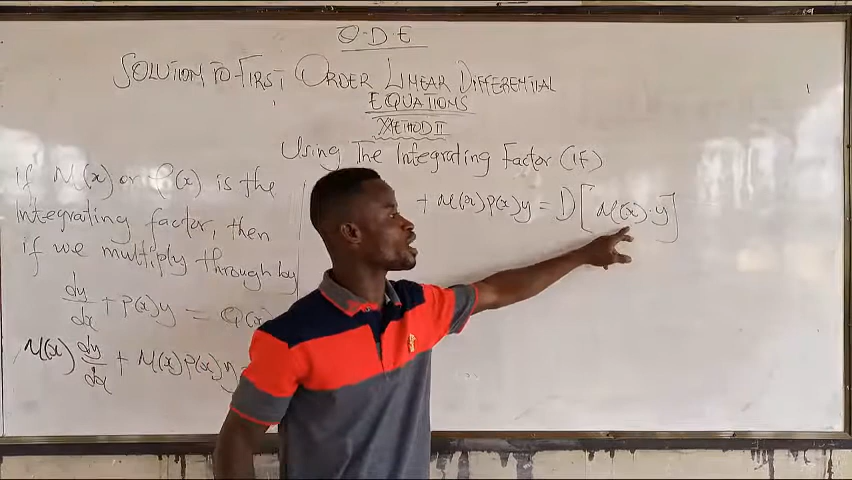 O.D.E
SOLUTION TO FIRST ORDER LINEAR DIFFERENTIAL
EQUATIONS
METHOD II
Using The Integrating Factor (IF)
if M(x) or P(x) is the
Integrating factor, then
if we multiply through by
dy/dx + P(x)y = Q(x)
M(x) dy/dx + M(x)P(x)y
+ M(x)P(x)y = D[M(x)·y]